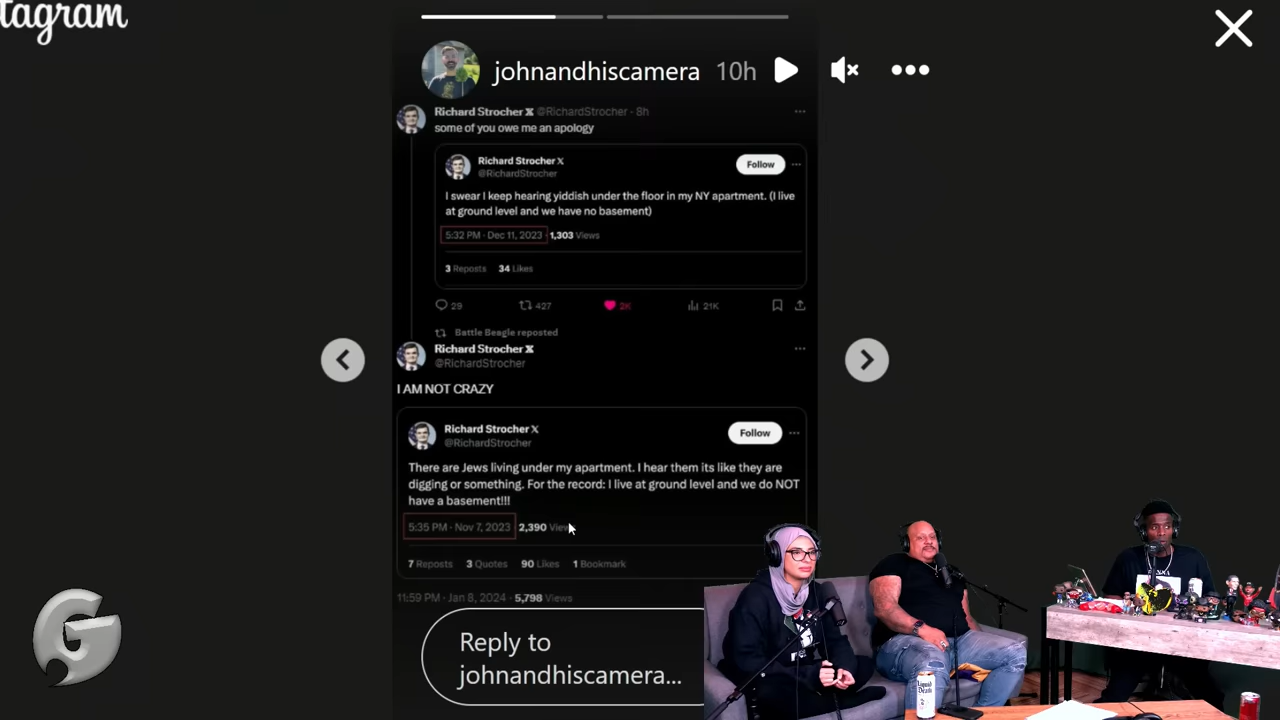 tagram
johnandhiscamera 10h
Richard Strocher X @RichardStrocher · 8h
some of you owe me an apology
Richard Strocher X
@RichardStrocher
Follow
I swear I keep hearing yiddish under the floor in my NY apartment. (I live
at ground level and we have no basement)
5:32 PM · Dec 11, 2023 1,303 Views
3 Reposts 34 Likes
29 427 2K 21K
Battle Beagle reposted
Richard Strocher X
@RichardStrocher
I AM NOT CRAZY
Richard Strocher X
@RichardStrocher
Follow
There are Jews living under my apartment. I hear them its like they are
digging or something. For the record: I live at ground level and we do NOT
have a basement!!!
5:35 PM · Nov 7, 2023 2,390 Views
7 Reposts 3 Quotes 90 Likes 1 Bookmark
11:59 PM · Jan 8, 2024 · 5,798 Views
Reply to
johnandhiscamera...
G
Liquid
Death